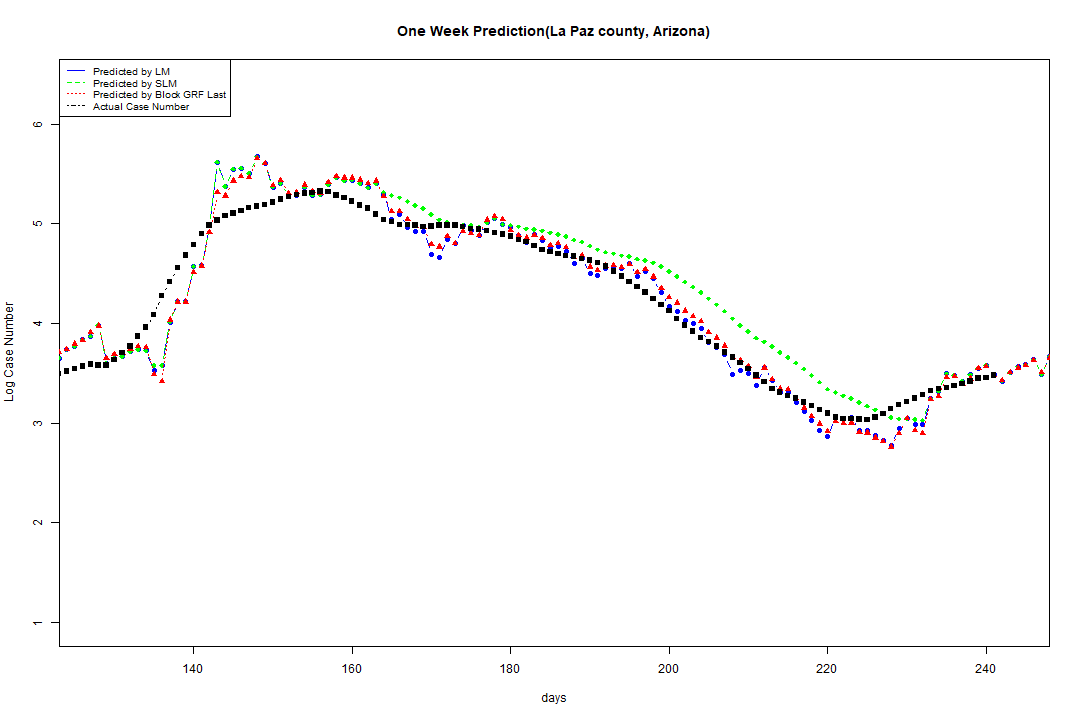 One Week Prediction(La Paz county, Arizona)
Predicted by LM
Predicted by SLM
Predicted by Block GRF Last
Actual Case Number
6
5
4
3
2
1
Log Case Number
140 160 180 200 220 240
days